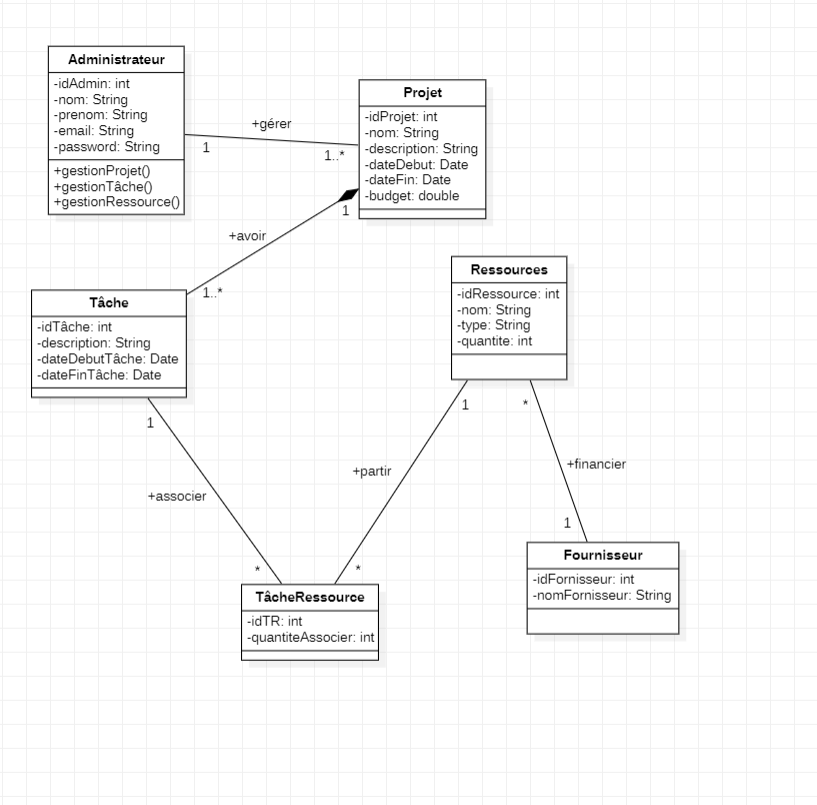 Administrateur
-idAdmin: int
-nom: String
-prenom: String
-email: String
-password: String
+gestionProjet()
+gestionTâche()
+gestionRessource()
+gérer
1
1..*
Projet
-idProjet: int
-nom: String
-description: String
-dateDebut: Date
-dateFin: Date
-budget: double
1
+avoir
1..*
Tâche
-idTâche: int
-description: String
-dateDebutTâche: Date
-dateFinTâche: Date
Ressources
-idRessource: int
-nom: String
-type: String
-quantite: int
1
+associer
*
1
+partir
*
*
+financier
1
TâcheRessource
-idTR: int
-quantiteAssocier: int
Fournisseur
-idFornisseur: int
-nomFornisseur: String